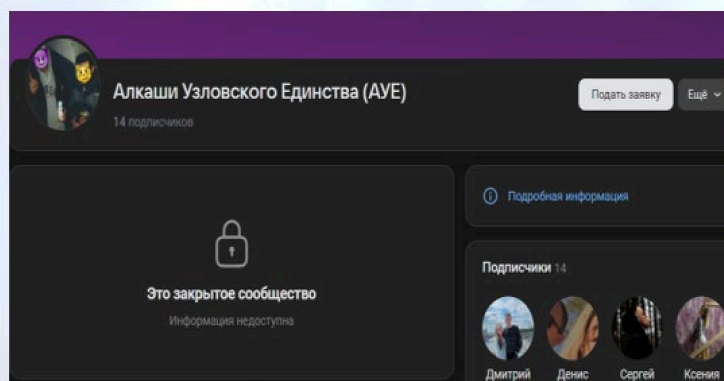 Алкаши Узловского Единства (АУЕ)
14 подписчиков
Подать заявку
Ещё
Это закрытое сообщество
Информация недоступна
Подробная информация
Подписчики 14
Дмитрий Денис Сергей Ксения